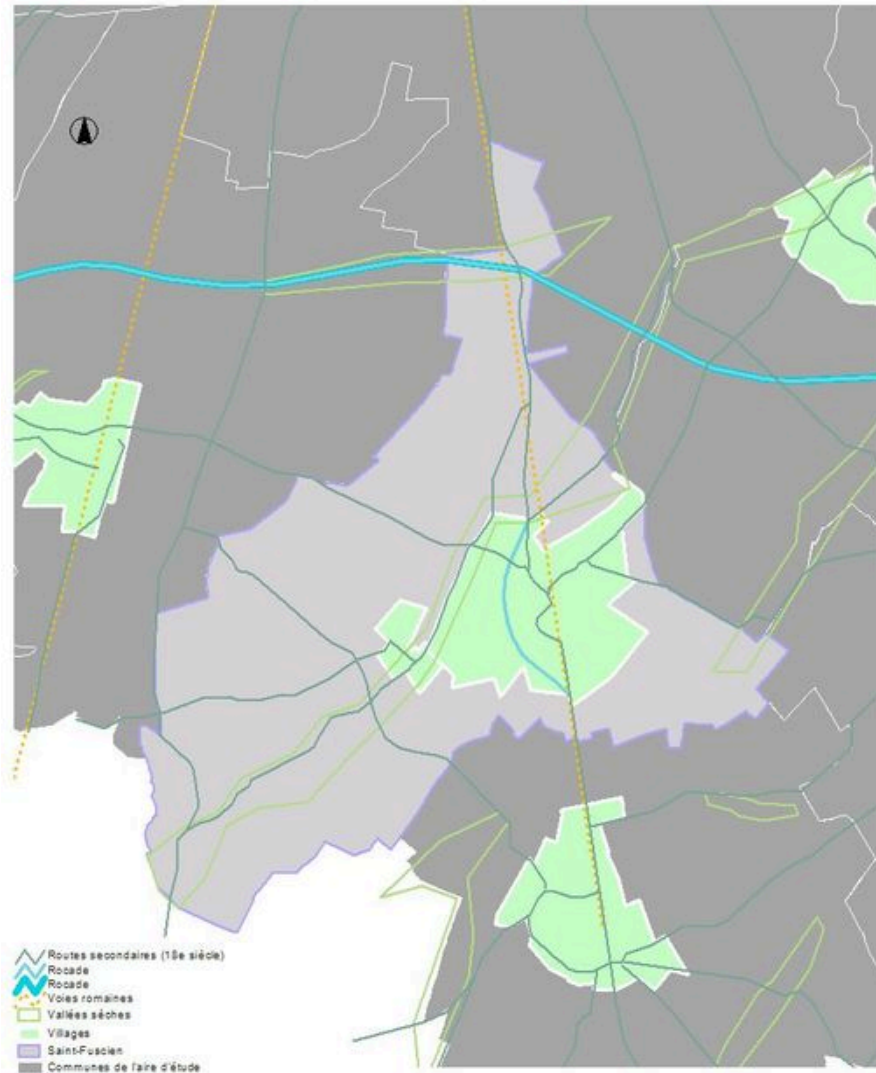 Routes secondaires (18e siècle)
Rocade
Rocade
Voies romaines
Vallées sèches
Villages
Saint-Fuscien
Communes de l'aire d'étude